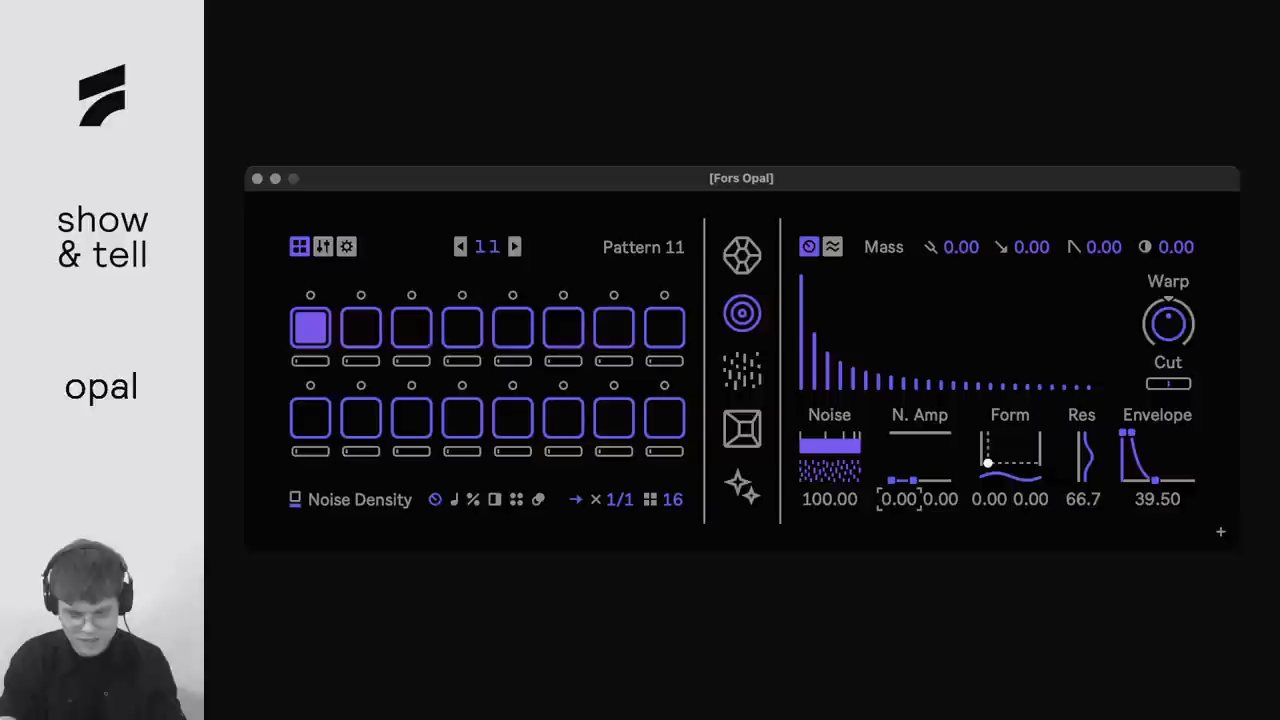 show
& tell
opal
[Fors Opal]
11
Pattern 11
Mass 0.00 0.00 0.00 0.00
Warp
Cut
Noise N. Amp Form Res Envelope
100.00 0.00 0.00 0.00 0.00 66.7 39.50
Noise Density % × 1/1 16
+